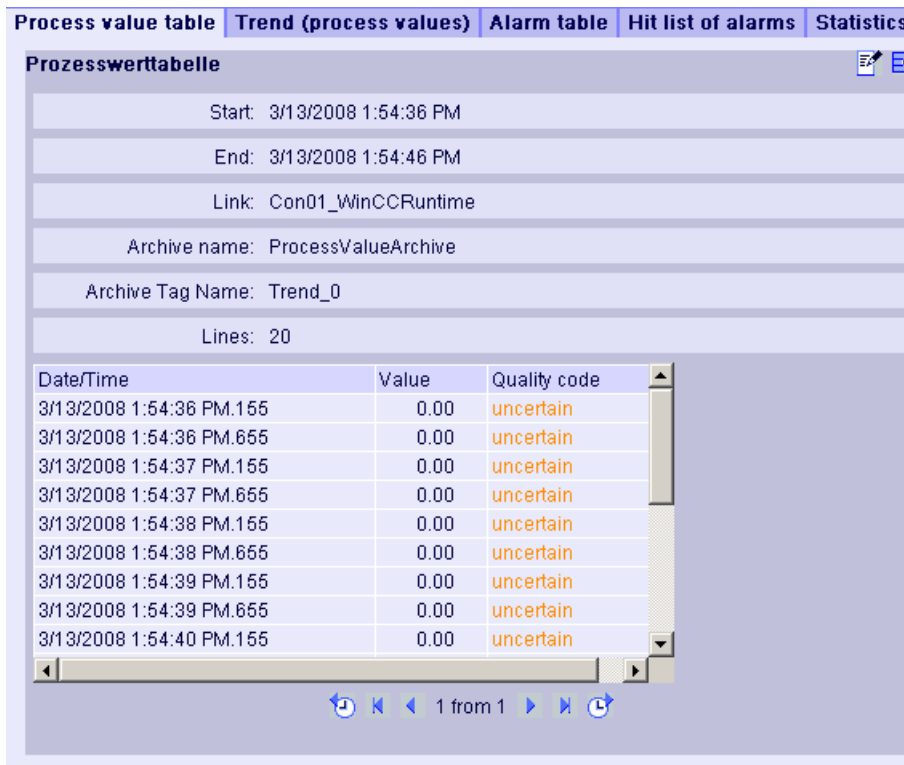 Process value table Trend (process values) Alarm table Hit list of alarms Statistics
Prozesswerttabelle
Start: 3/13/2008 1:54:36 PM
End: 3/13/2008 1:54:46 PM
Link: Con01_WinCCRuntime
Archive name: ProcessValueArchive
Archive Tag Name: Trend_0
Lines: 20
Date/Time Value Quality code
3/13/2008 1:54:36 PM.155 0.00 uncertain
3/13/2008 1:54:36 PM.655 0.00 uncertain
3/13/2008 1:54:37 PM.155 0.00 uncertain
3/13/2008 1:54:37 PM.655 0.00 uncertain
3/13/2008 1:54:38 PM.155 0.00 uncertain
3/13/2008 1:54:38 PM.655 0.00 uncertain
3/13/2008 1:54:39 PM.155 0.00 uncertain
3/13/2008 1:54:39 PM.655 0.00 uncertain
3/13/2008 1:54:40 PM.155 0.00 uncertain
1 from 1